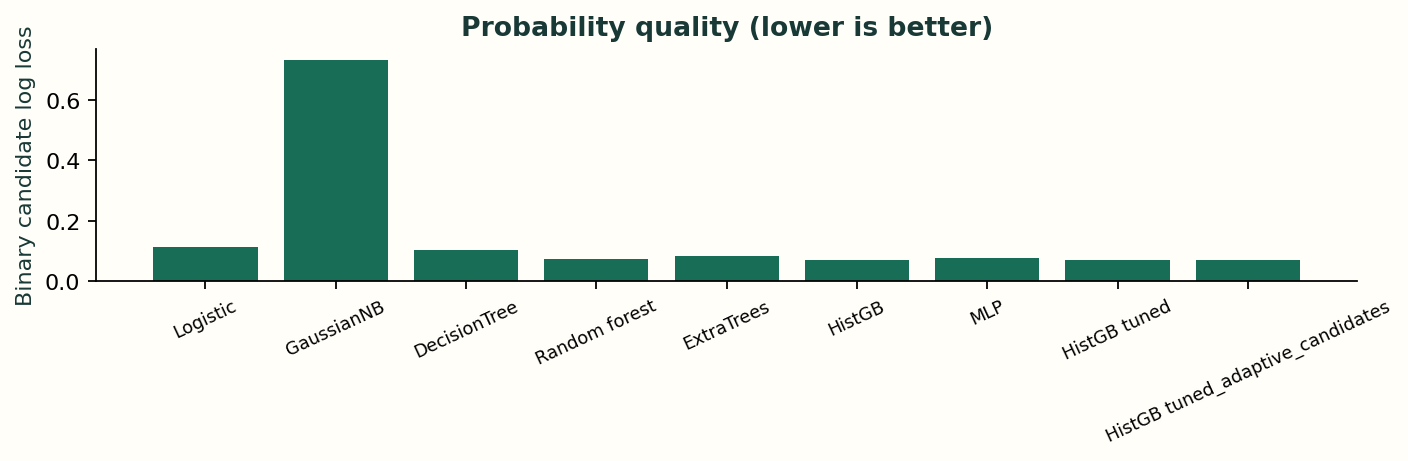 Probability quality (lower is better)
Binary candidate log loss
0.6
0.4
0.2
0.0
Logistic
GaussianNB
DecisionTree
Random forest
ExtraTrees
HistGB
MLP
HistGB tuned
HistGB tuned_adaptive_candidates